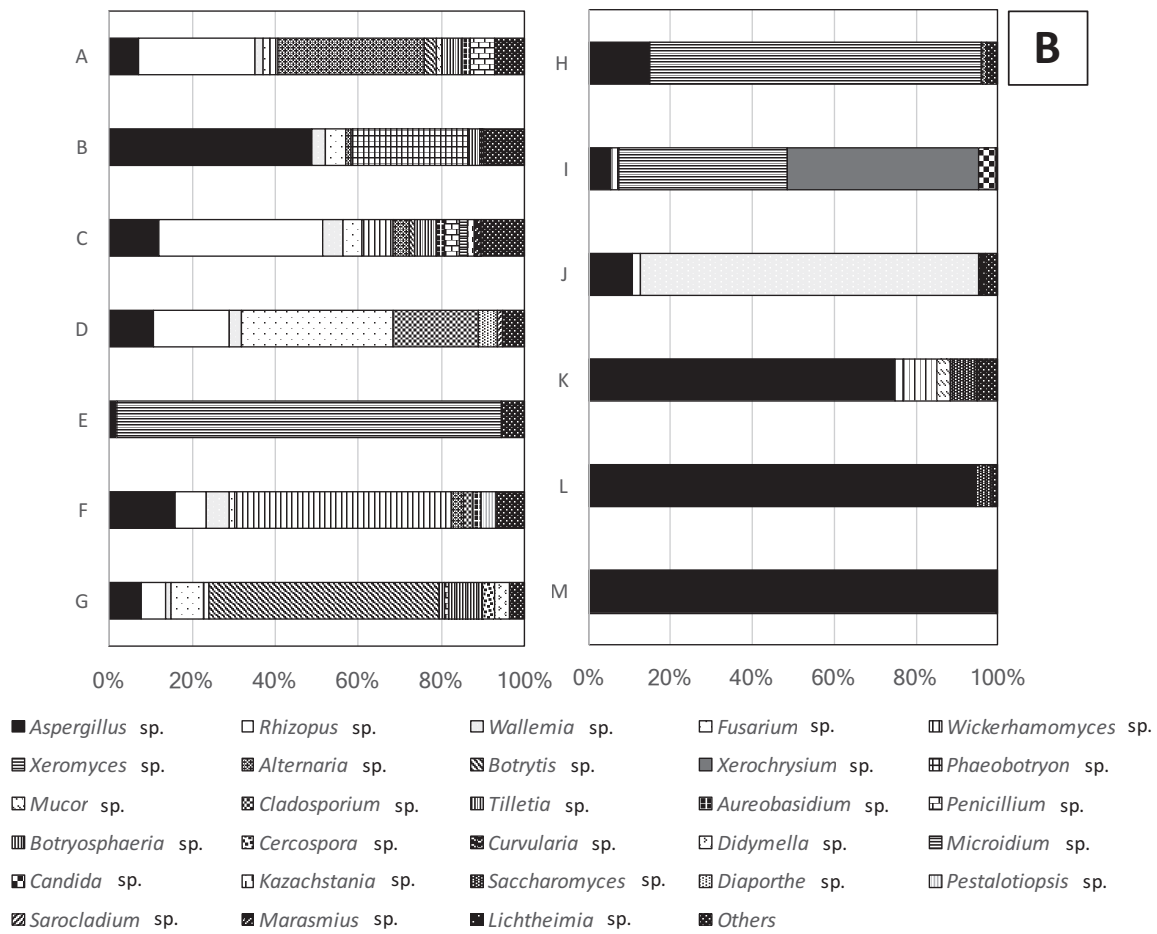 B
A
B
C
D
E
F
G
H
I
J
K
L
M
0% 20% 40% 60% 80% 100% 0% 20% 40% 60% 80% 100%
Aspergillus sp. Rhizopus sp. Wallemia sp. Fusarium sp. Wickerhamomyces sp.
Xeromyces sp. Alternaria sp. Botrytis sp. Xerochrysium sp. Phaeobotryon sp.
Mucor sp. Cladosporium sp. Tilletia sp. Aureobasidium sp. Penicillium sp.
Botryosphaeria sp. Cercospora sp. Curvularia sp. Didymella sp. Microidium sp.
Candida sp. Kazachstania sp. Saccharomyces sp. Diaporthe sp. Pestalotiopsis sp.
Sarocladium sp. Marasmius sp. Lichtheimia sp. Others